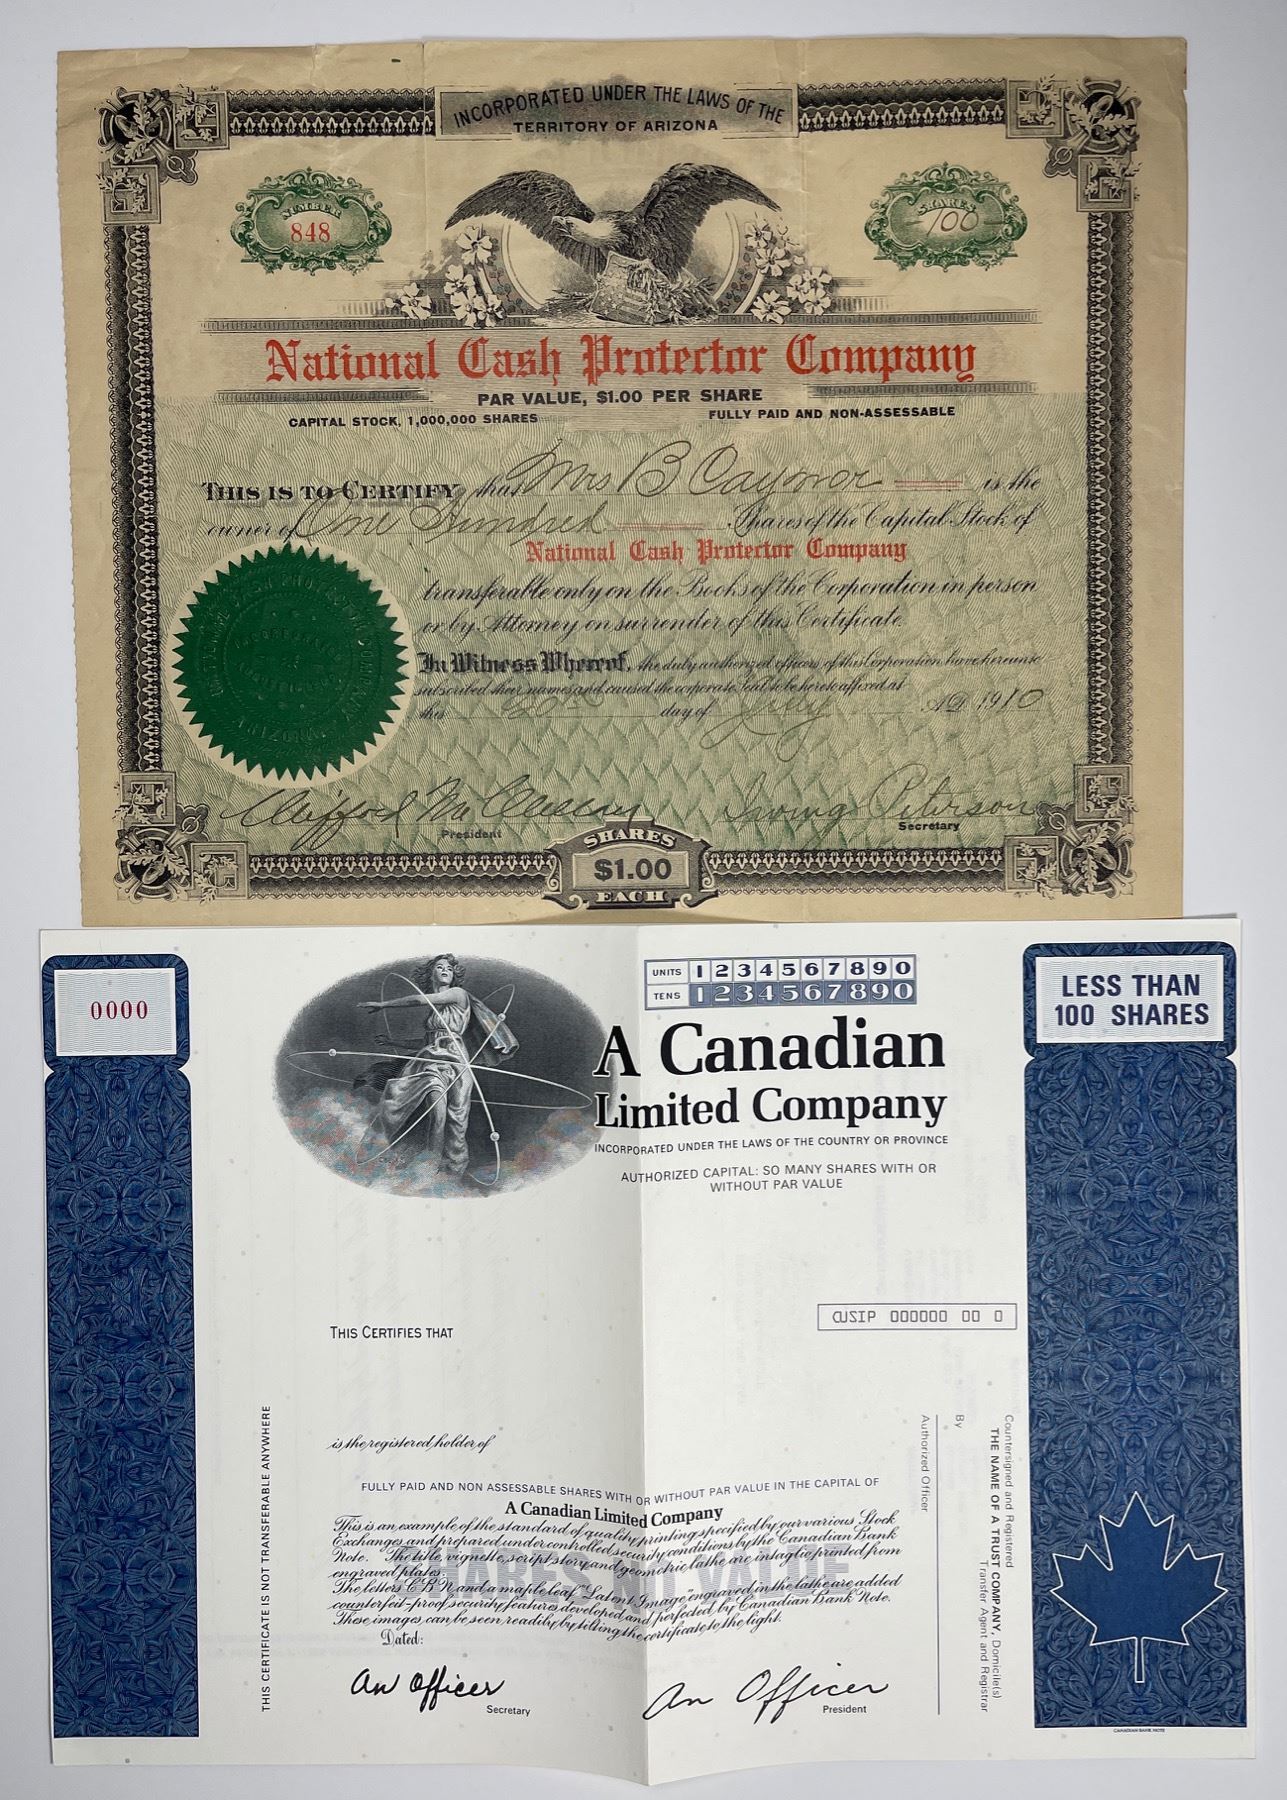 INCORPORATED UNDER THE LAWS OF THE
TERRITORY OF ARIZONA
NUMBER
848
SHARES
100
National Cash Protector Company
PAR VALUE, $1.00 PER SHARE
CAPITAL STOCK, 1,000,000 SHARES
FULLY PAID AND NON-ASSESSABLE
THIS IS TO CERTIFY that Mrs B Caynor is the
owner of One Hundred Shares of the Capital Stock of
National Cash Protector Company
transferable only on the Books of the Corporation in person
or by Attorney on surrender of this Certificate.
In Witness Whereof, the duly authorized officers of this Corporation have hereunto
subscribed their names and caused the corporate Seal to be hereto affixed at
this 20th day of July A.D. 1910
Clifford
President
Irving Peterson
Secretary
SHARES
$1.00
EACH
0000
UNITS 1 2 3 4 5 6 7 8 9 0
TENS 1 2 3 4 5 6 7 8 9 0
LESS THAN
100 SHARES
A Canadian
Limited Company
INCORPORATED UNDER THE LAWS OF THE COUNTRY OR PROVINCE
AUTHORIZED CAPITAL: SO MANY SHARES WITH OR
WITHOUT PAR VALUE
CUSIP 000000 00 0
THIS CERTIFIES THAT
is the registered holder of
FULLY PAID AND NON ASSESSABLE SHARES WITH OR WITHOUT PAR VALUE IN THE CAPITAL OF
A Canadian Limited Company
This is an example of the standard of quality printing specified by our various Stock
Exchanges and prepared under controlled security conditions by the Canadian Bank
Note. The title, vignette, script story and geometric lathe are intaglio printed from
engraved plates.
The letters C B N and a maple leaf "Latent Image" engraved in the lathe are added
counterfeit-proof security features developed and perfected by Canadian Bank Note.
These images can be seen readily by tilting the certificate to the light.
SHARES NO VALUE
Dated:
An Officer
Secretary
An Officer
President
THIS CERTIFICATE IS NOT TRANSFERABLE ANYWHERE
Countersigned and Registered
THE NAME OF A TRUST COMPANY, Domicile(s)
Transfer Agent and Registrar
By
Authorized Officer
CANADIAN BANK NOTE